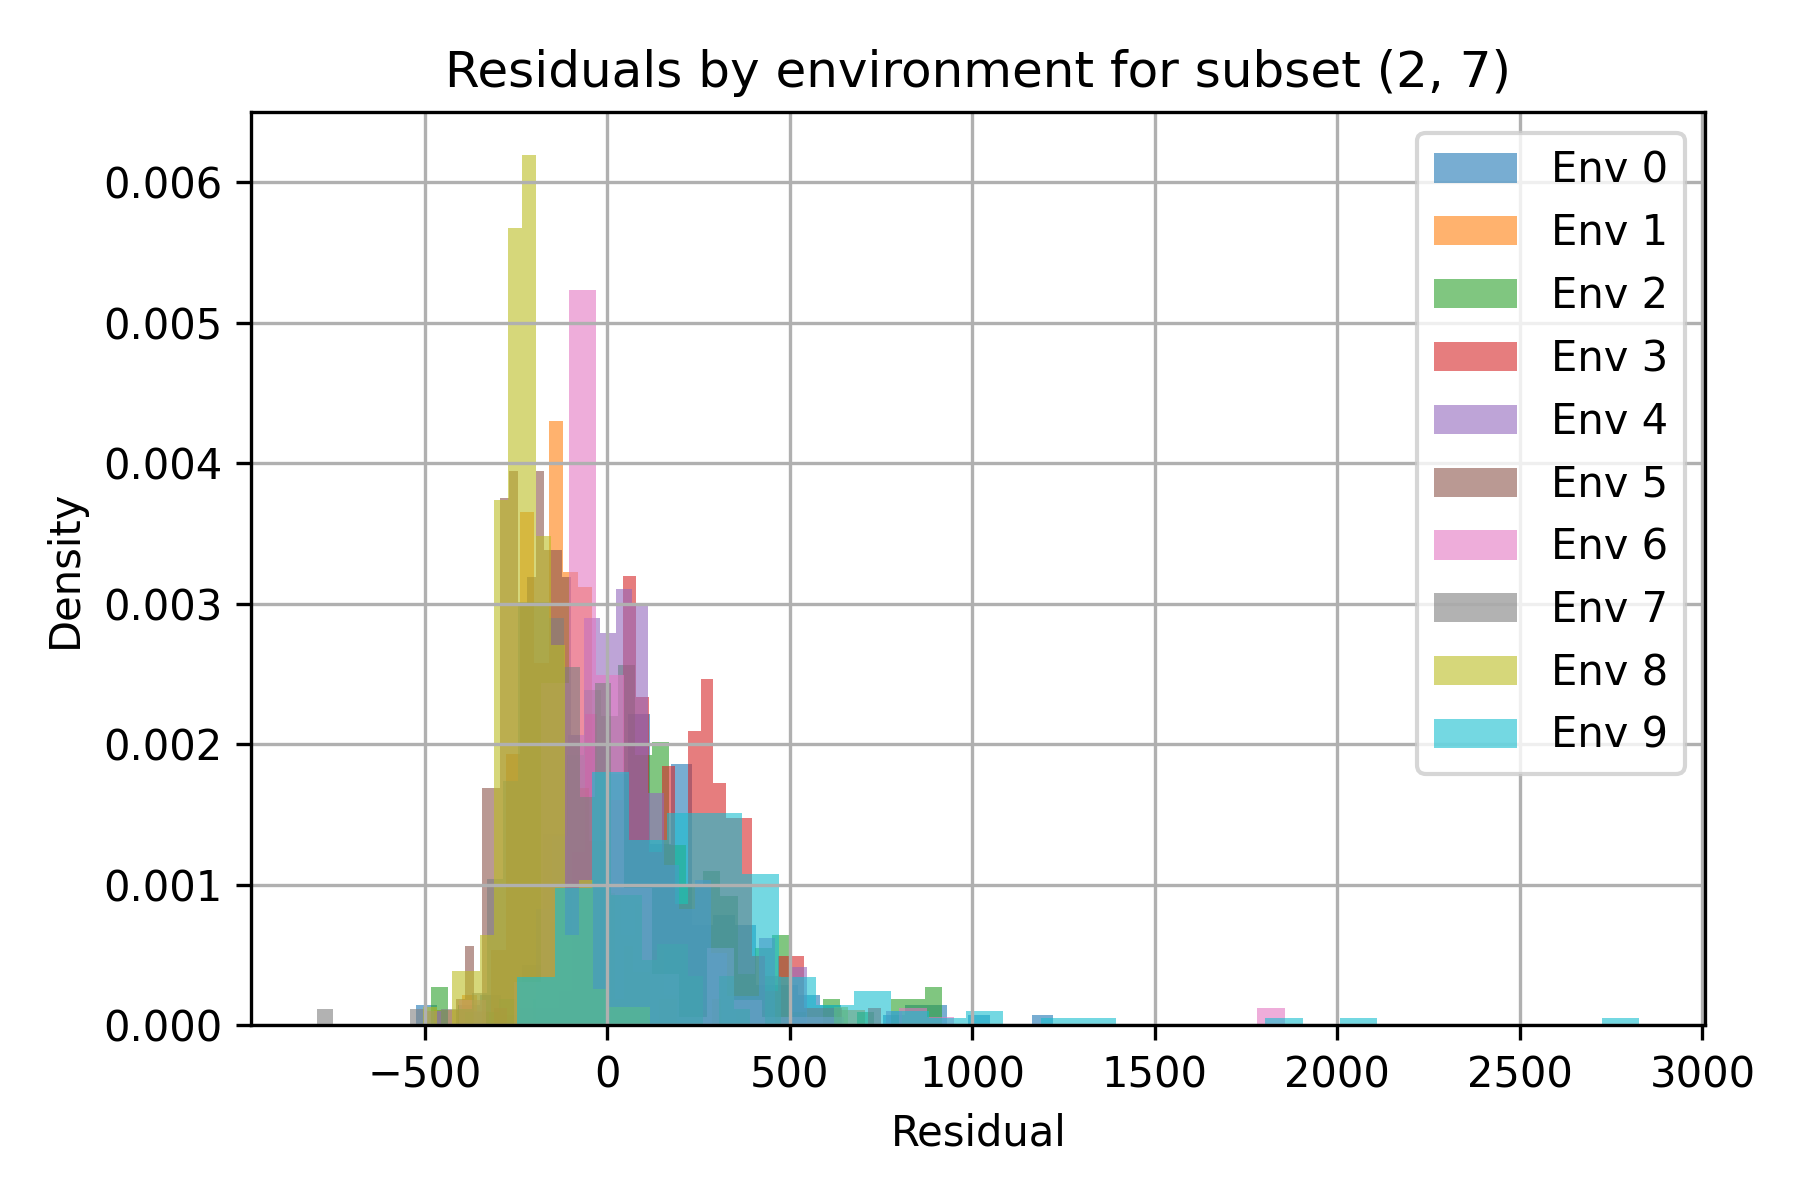 Residuals by environment for subset (2, 7)
Density
0.006
0.005
0.004
0.003
0.002
0.001
0.000
−500
0
500
1000
1500
2000
2500
3000
Residual
Env 0
Env 1
Env 2
Env 3
Env 4
Env 5
Env 6
Env 7
Env 8
Env 9